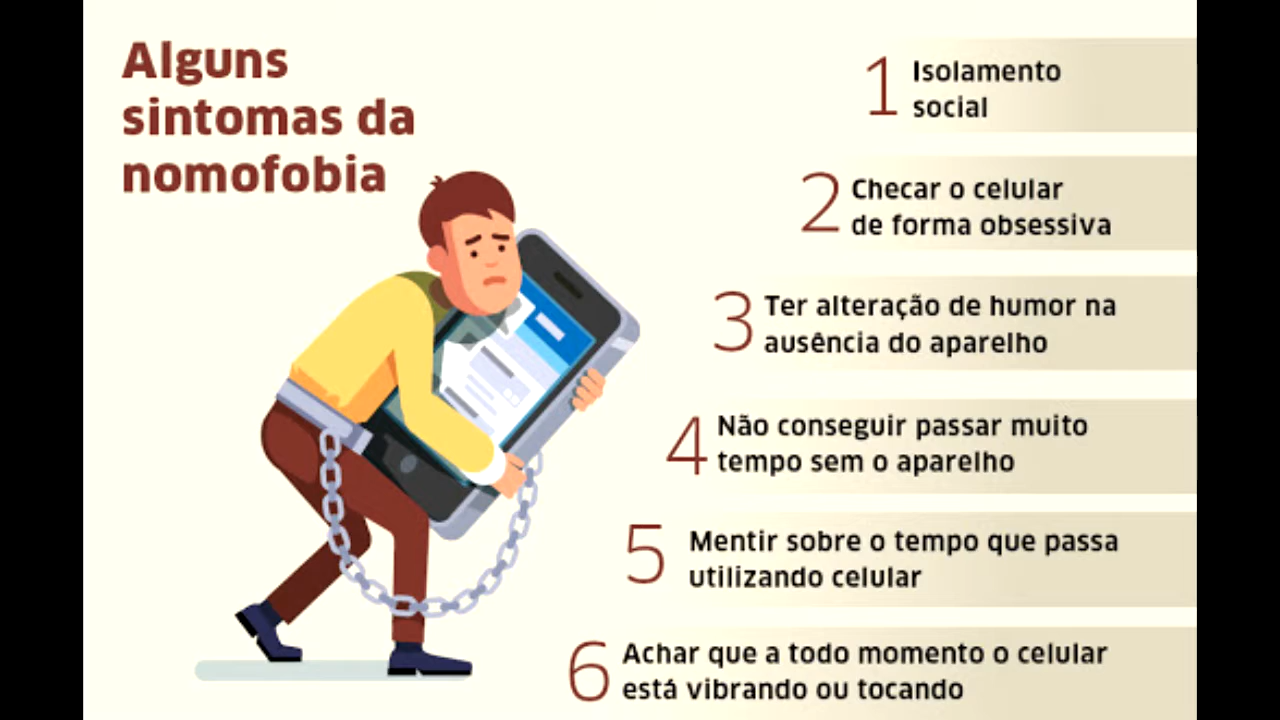 Alguns
sintomas da
nomofobia
1 Isolamento
social
2 Checar o celular
de forma obsessiva
3 Ter alteração de humor na
ausência do aparelho
4 Não conseguir passar muito
tempo sem o aparelho
5 Mentir sobre o tempo que passa
utilizando celular
6 Achar que a todo momento o celular
está vibrando ou tocando